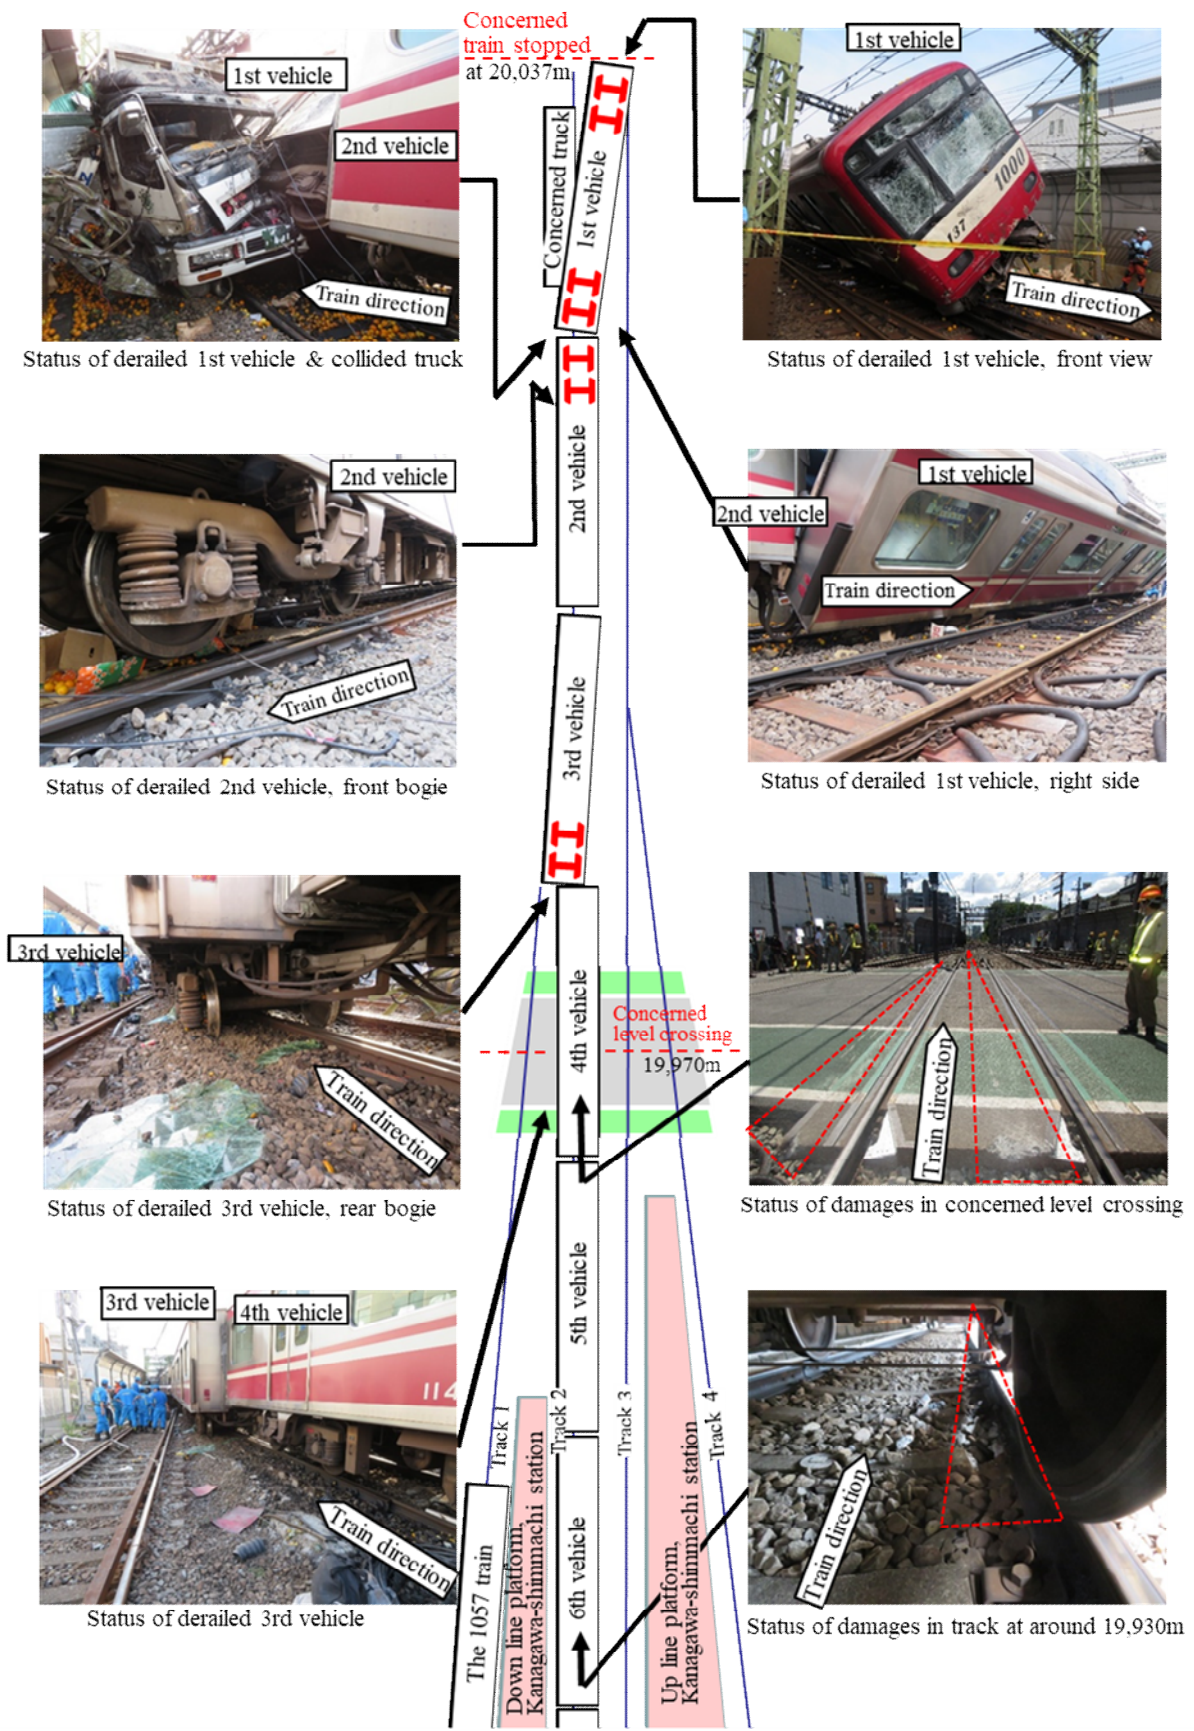 Concerned
train stopped
at 20,037m
1st vehicle
2nd vehicle
Train direction
Status of derailed 1st vehicle & collided truck
1st vehicle
1000
137
Train direction
Status of derailed 1st vehicle, front view
Concerned truck
1st vehicle
2nd vehicle
Train direction
Status of derailed 2nd vehicle, front bogie
2nd vehicle
1st vehicle
2nd vehicle
Train direction
Status of derailed 1st vehicle, right side
3rd vehicle
3rd vehicle
Train direction
Status of derailed 3rd vehicle, rear bogie
4th vehicle
Concerned
level crossing
19,970m
Train direction
Status of damages in concerned level crossing
3rd vehicle
4th vehicle
114
Train direction
Status of derailed 3rd vehicle
5th vehicle
Track 1
Track 2
Track 3
Track 4
6th vehicle
The 1057 train
Down line platform,
Kanagawa-shinmachi station
Up line platform,
Kanagawa-shinmachi station
Train direction
Status of damages in track at around 19,930m